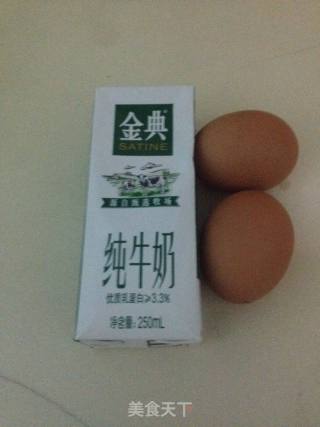 金典
SATINE
纯牛奶
优质乳蛋白≥3.3%
净含量:250mL
美食天下